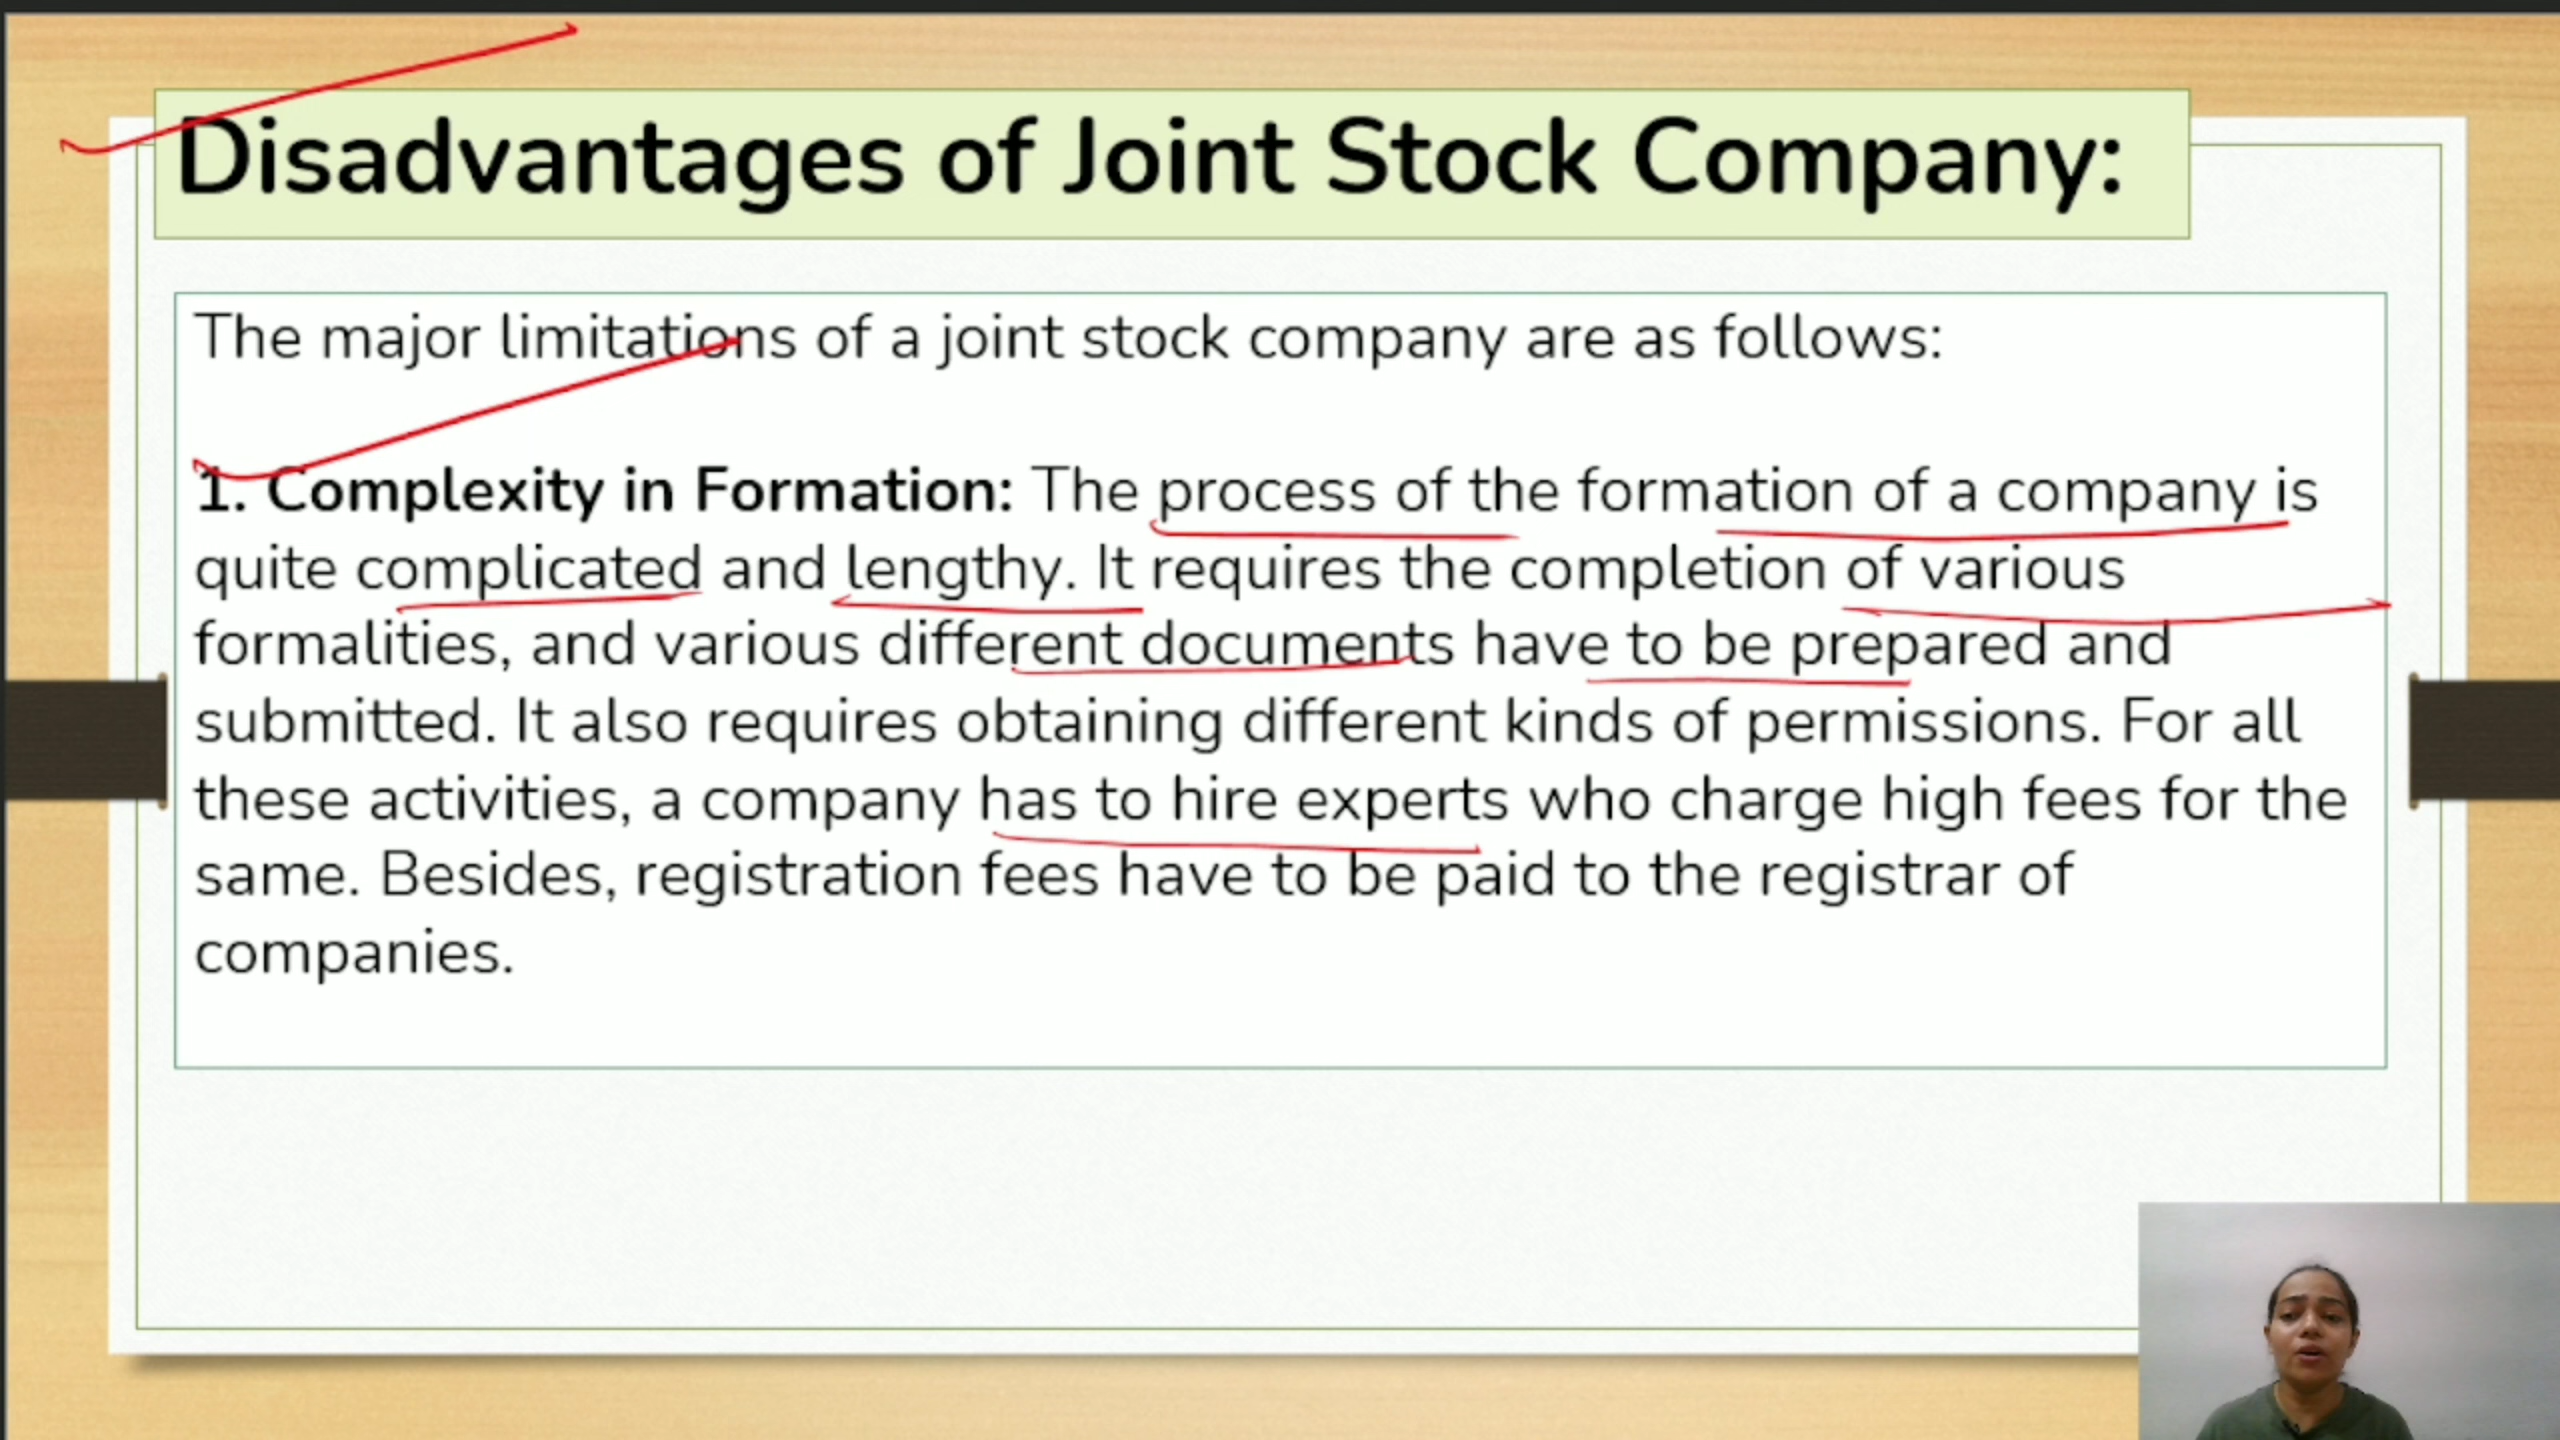 Disadvantages of Joint Stock Company:
The major limitations of a joint stock company are as follows:
1. Complexity in Formation: The process of the formation of a company is
quite complicated and lengthy. It requires the completion of various
formalities, and various different documents have to be prepared and
submitted. It also requires obtaining different kinds of permissions. For all
these activities, a company has to hire experts who charge high fees for the
same. Besides, registration fees have to be paid to the registrar of
companies.